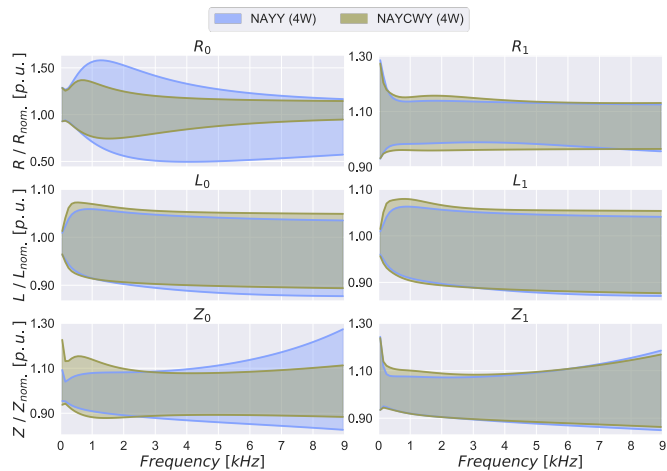 NAYY (4W) NAYCWY (4W)
R₀ R₁
R / Rₙₒₘ. [p. u.]
1.50
1.00
0.50
1.30
1.10
0.90
L₀ L₁
L / Lₙₒₘ. [p. u.]
1.10
1.00
0.90
1.10
1.00
0.90
Z₀ Z₁
Z / Zₙₒₘ. [p. u.]
1.30
1.10
0.90
1.30
1.10
0.90
0 1 2 3 4 5 6 7 8 9 0 1 2 3 4 5 6 7 8 9
Frequency [kHz] Frequency [kHz]